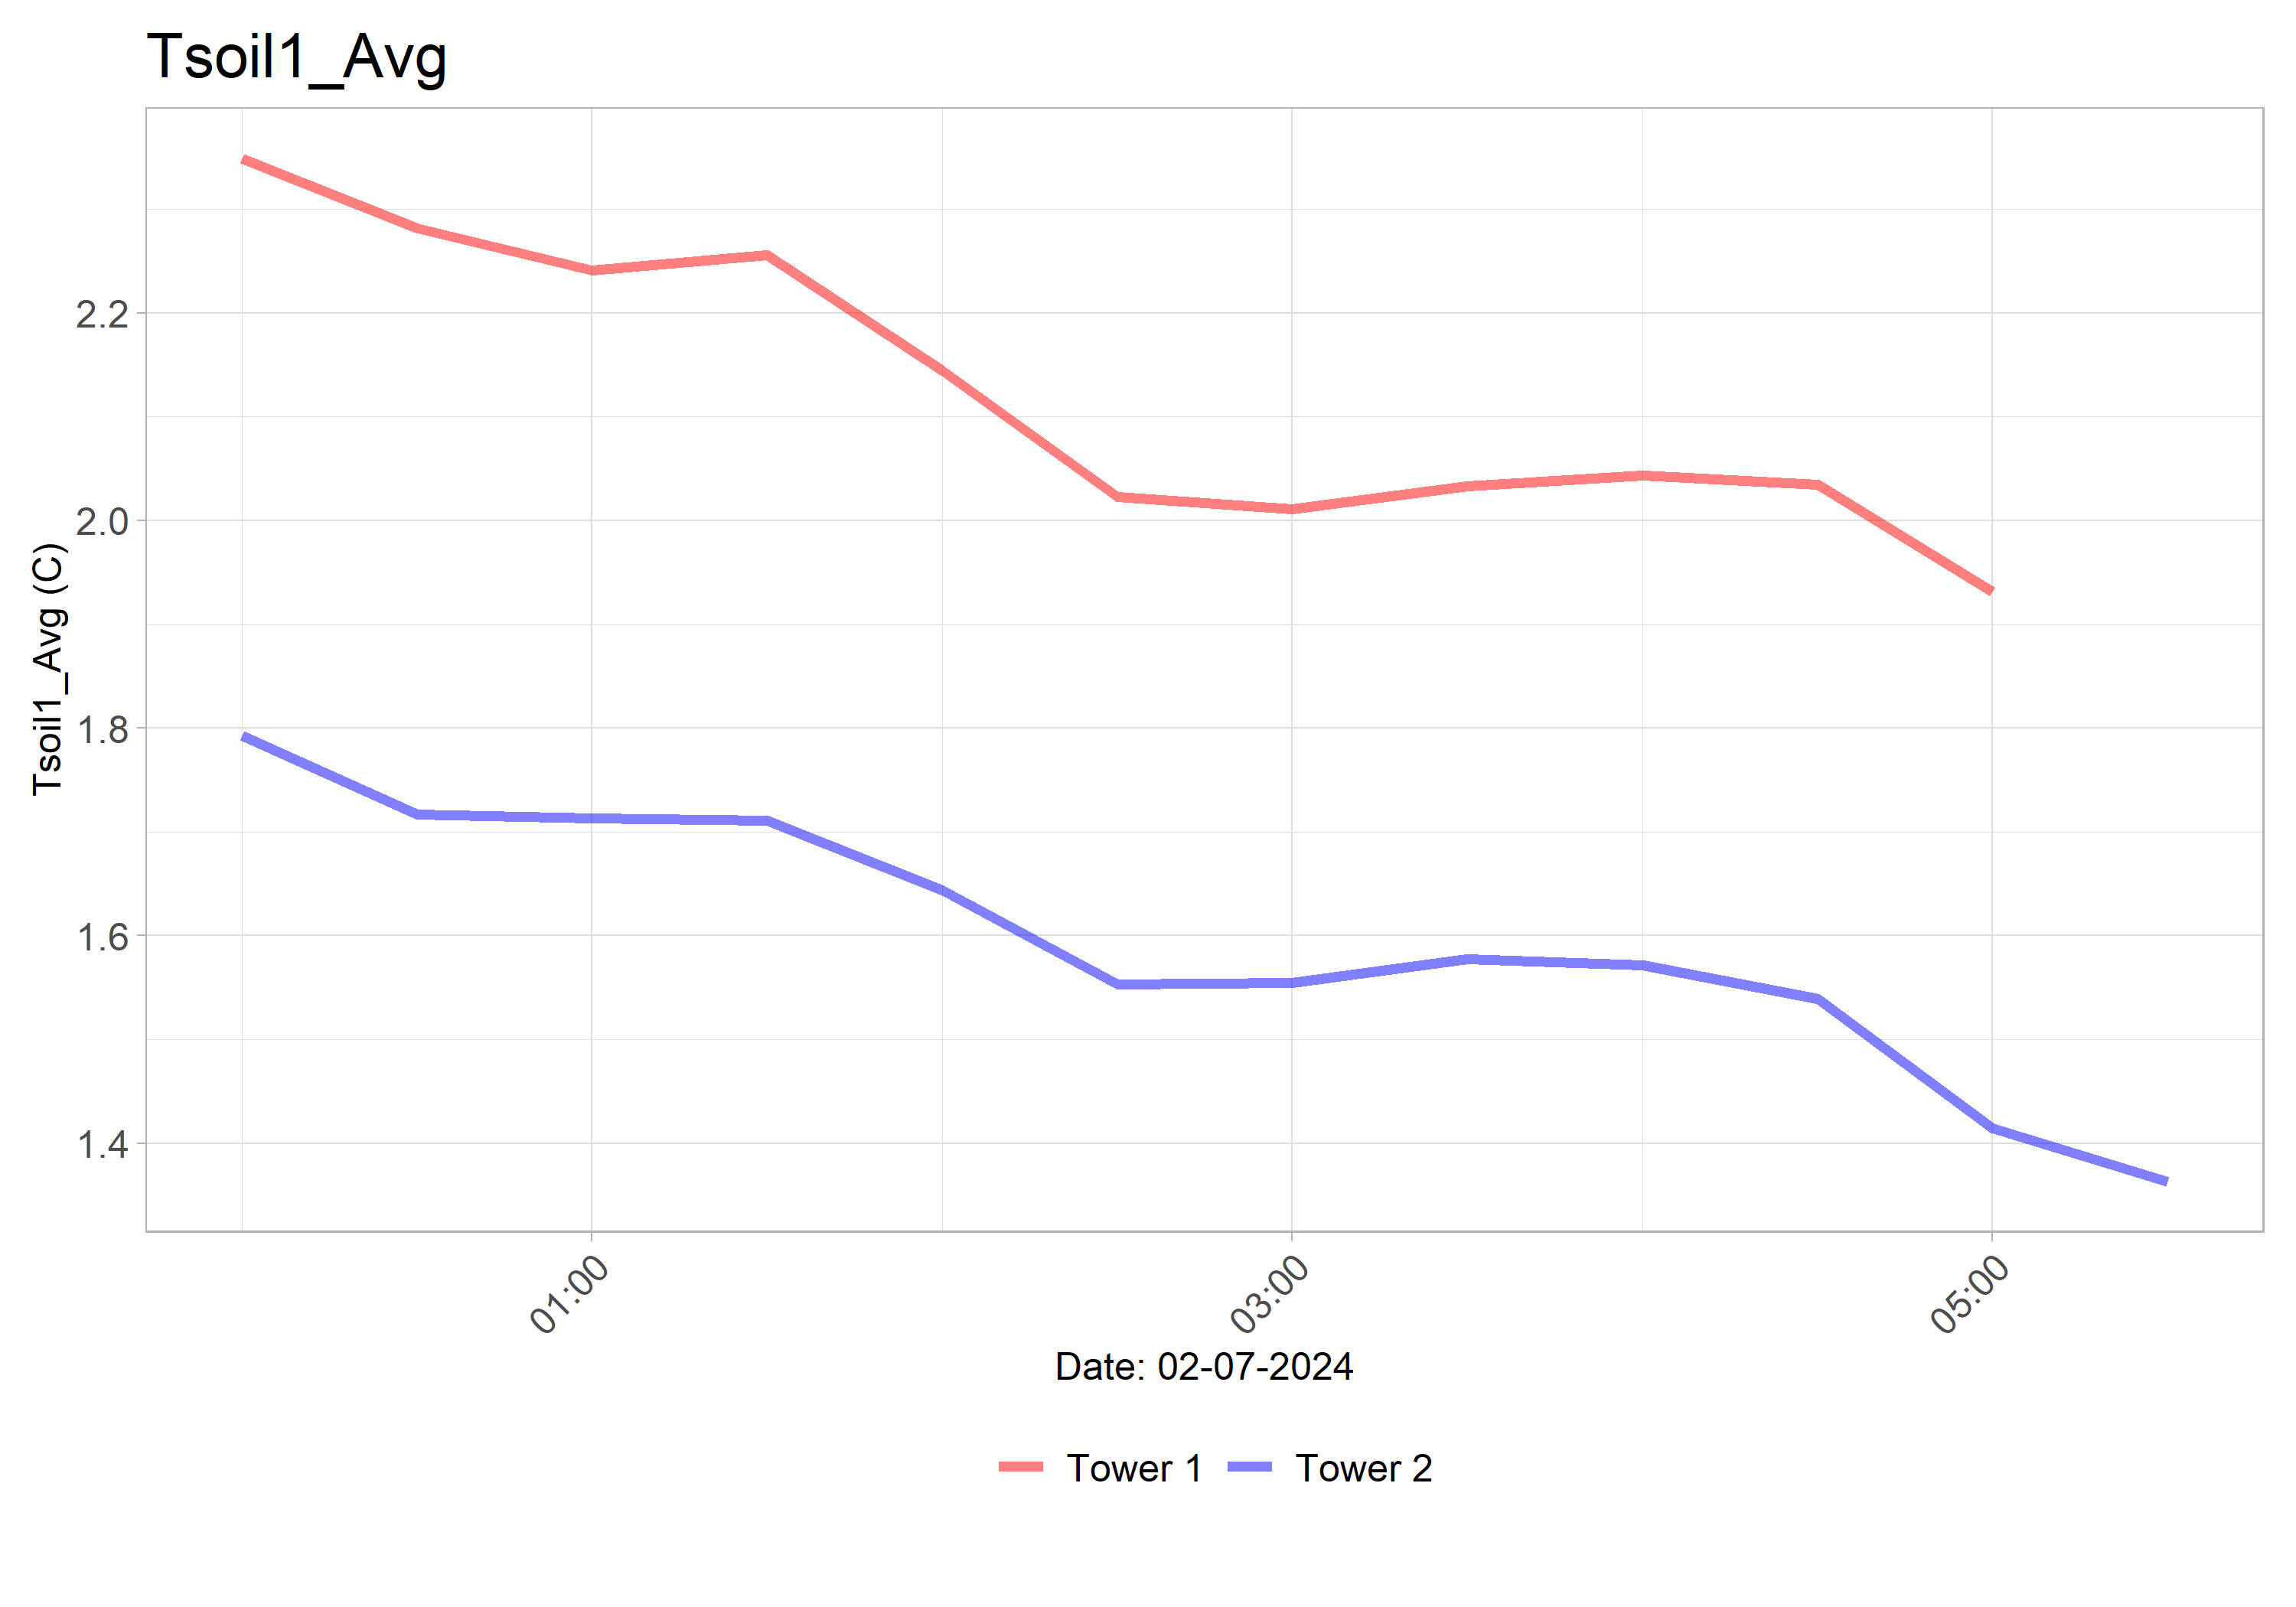 Tsoil1_Avg
Tsoil1_Avg (C)
2.2
2.0
1.8
1.6
1.4
01:00
03:00
05:00
Date: 02-07-2024
Tower 1
Tower 2